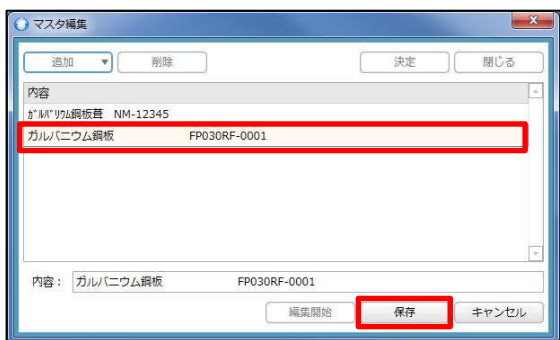 マスタ編集
追加 ▼ 削除 決定 閉じる
内容
ｶﾞﾙﾊﾞﾘｳﾑ鋼板葺 NM-12345
ガルバニウム鋼板 FP030RF-0001
内容： ガルバニウム鋼板 FP030RF-0001
編集開始 保存 キャンセル